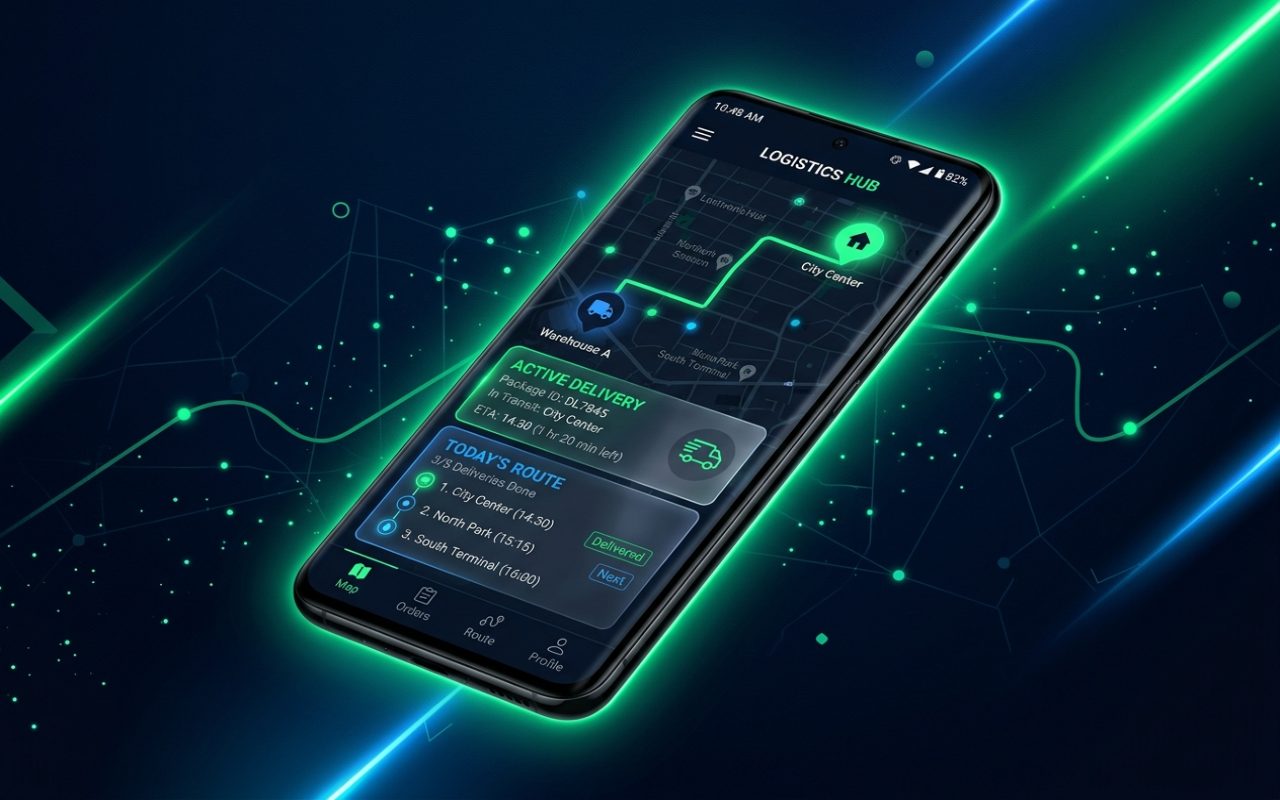 AM
82%
LOGISTICS HUB
City Center
Warehouse A
South Terminal
ACTIVE DELIVERY
Package ID: DL7845
In Transit: City Center
ETA: 14.30 (1 hr 20 min left)
TODAY'S ROUTE
3/5 Deliveries Done
1. City Center (14.30)
2. North Park (15:15)
Delivered
3. South Terminal (16:00)
Next
Map
Orders
Route
Profile